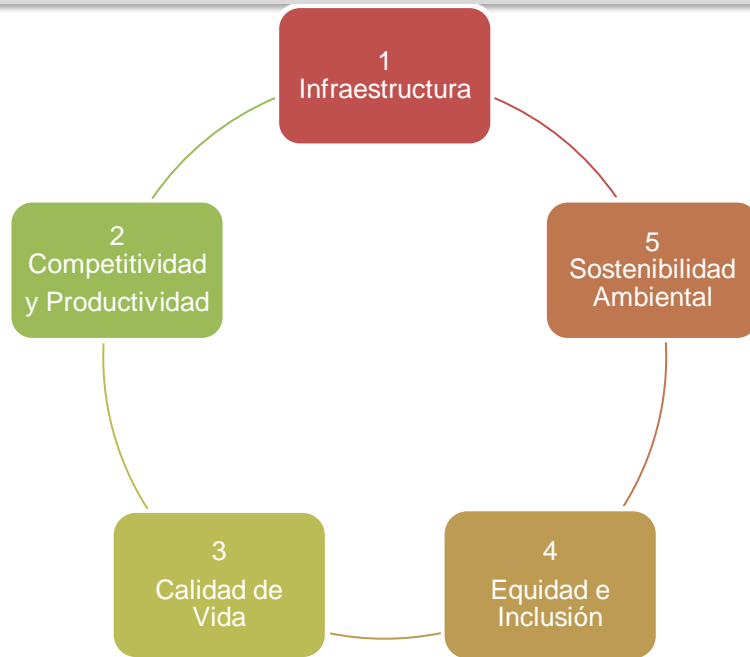 1
Infraestructura
2
Competitividad
y Productividad
3
Calidad de
Vida
4
Equidad e
Inclusión
5
Sostenibilidad
Ambiental